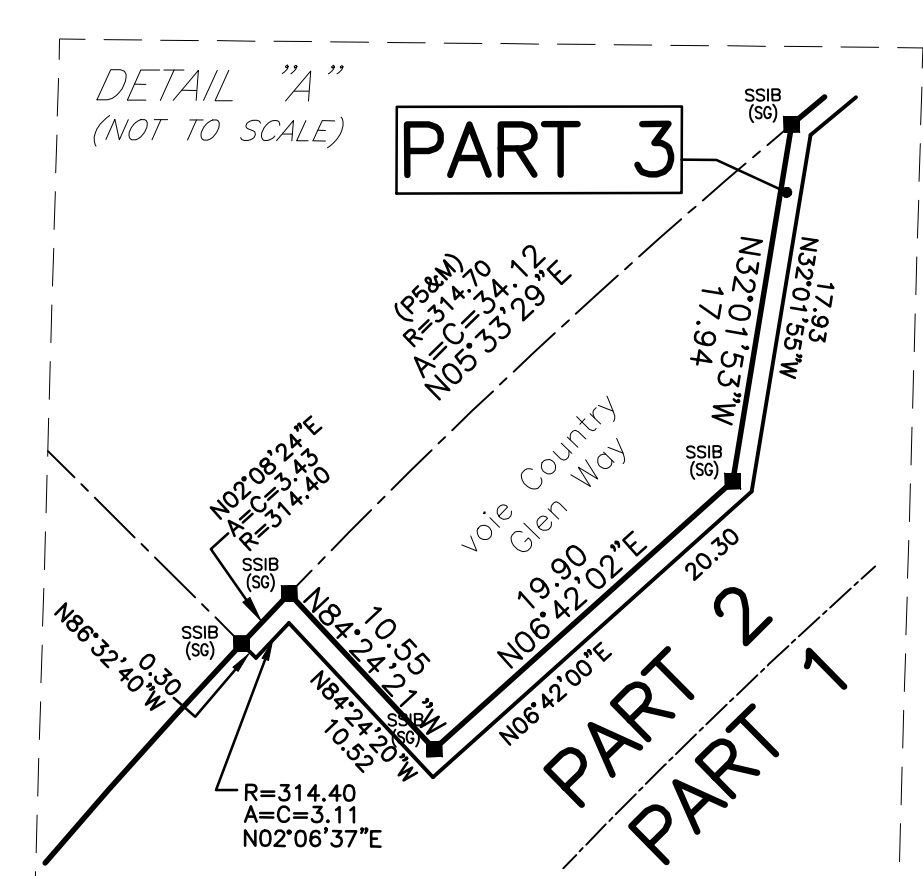 DETAIL "A"
(NOT TO SCALE)
SSIB
(SG)
PART 3
(P5&M)
R=314.70
A=C=34.12
N05°33'29"E
N32°01'53"W
17.94
17.93
N32°01'55"W
N02°08'24"E
A=C=3.43
R=314.40
SSIB
(SG)
voie Country
Glen Way
SSIB
(SG)
SSIB
(SG)
N86°32'40"W
0.30
10.55
N84°24'21"W
N84°24'20"W
10.52
SSIB
(SG)
19.90
N06°42'02"E
20.30
N06°42'00"E
PART 2
PART 1
R=314.40
A=C=3.11
N02°06'37"E